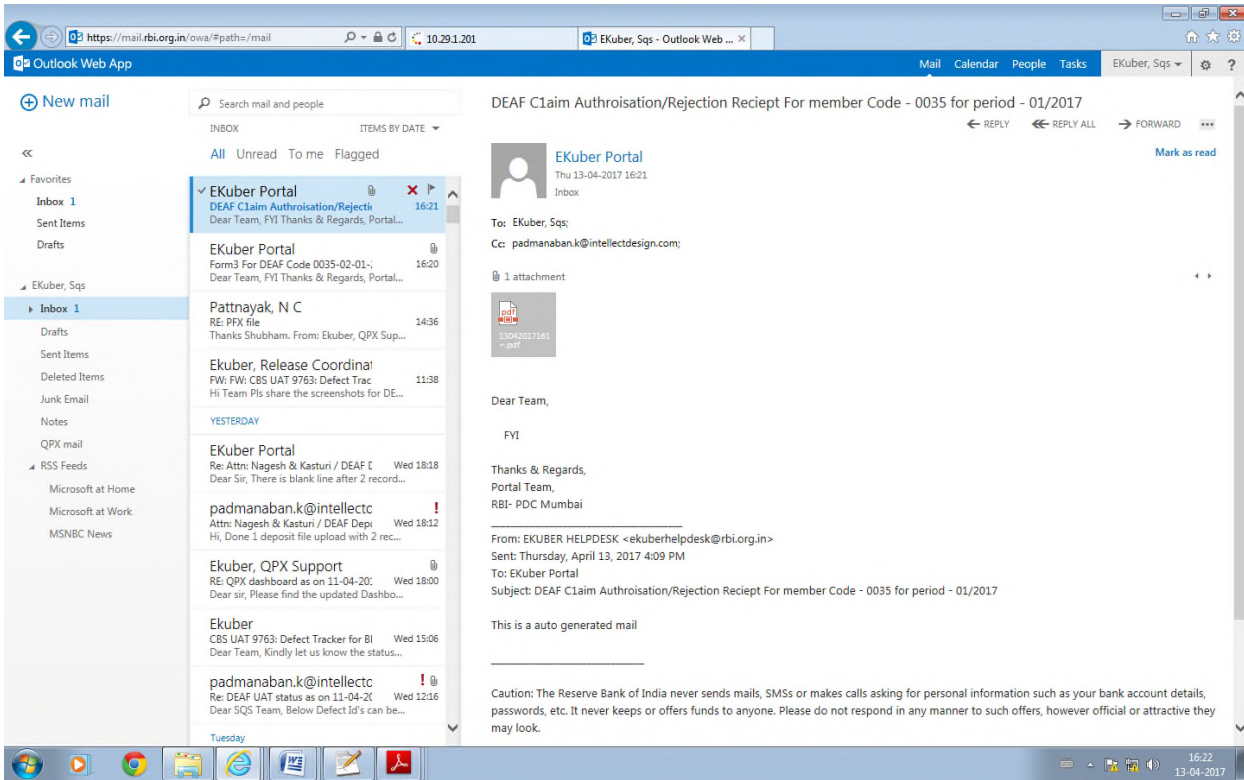 https://mail.rbi.org.in/owa/#path=/mail
10.29.1.201
EKuber, Sqs - Outlook Web ...
Outlook Web App
Mail Calendar People Tasks EKuber, Sqs ?
New mail
Favorites
Inbox 1
Sent Items
Drafts
EKuber, Sqs
Inbox 1
Drafts
Sent Items
Deleted Items
Junk Email
Notes
QPX mail
RSS Feeds
Microsoft at Home
Microsoft at Work
MSNBC News
Search mail and people
INBOX ITEMS BY DATE
All Unread To me Flagged
EKuber Portal
DEAF C1aim Authroisation/Rejecti 16:21
Dear Team, FYI Thanks & Regards, Portal...
EKuber Portal
Form3 For DEAF Code 0035-02-01-: 16:20
Dear Team, FYI Thanks & Regards, Portal...
Pattnayak, N C
RE: PFX file 14:36
Thanks Shubham. From: Ekuber, QPX Sup...
Ekuber, Release Coordinat
FW: FW: CBS UAT 9763: Defect Trac 11:38
Hi Team Pls share the screenshots for DE...
YESTERDAY
EKuber Portal
Re: Attn: Nagesh & Kasturi / DEAF D Wed 18:18
Dear Sir, There is blank line after 2 record...
padmanaban.k@intellectc !
Attn: Nagesh & Kasturi / DEAF Depo Wed 18:12
Hi, Done 1 deposit file upload with 2 rec...
Ekuber, QPX Support
RE: QPX dashboard as on 11-04-20: Wed 18:00
Dear sir, Please find the updated Dashbo...
Ekuber
CBS UAT 9763: Defect Tracker for BI Wed 15:06
Dear Team, Kindly let us know the status...
padmanaban.k@intellectc !
Re: DEAF UAT status as on 11-04-2( Wed 12:16
Dear SQS Team, Below Defect Id's can be...
Tuesday
DEAF C1aim Authroisation/Rejection Reciept For member Code - 0035 for period - 01/2017
REPLY REPLY ALL FORWARD ...
EKuber Portal
Mark as read
Thu 13-04-2017 16:21
Inbox
To: EKuber, Sqs;
Cc: padmanaban.k@intellectdesign.com;
1 attachment
pdf
13042017161
~.pdf
Dear Team,
FYI
Thanks & Regards,
Portal Team,
RBI- PDC Mumbai
From: EKUBER HELPDESK <ekuberhelpdesk@rbi.org.in>
Sent: Thursday, April 13, 2017 4:09 PM
To: EKuber Portal
Subject: DEAF C1aim Authroisation/Rejection Reciept For member Code - 0035 for period - 01/2017
This is a auto generated mail
Caution: The Reserve Bank of India never sends mails, SMSs or makes calls asking for personal information such as your bank account details,
passwords, etc. It never keeps or offers funds to anyone. Please do not respond in any manner to such offers, however official or attractive they
may look.
16:22
13-04-2017